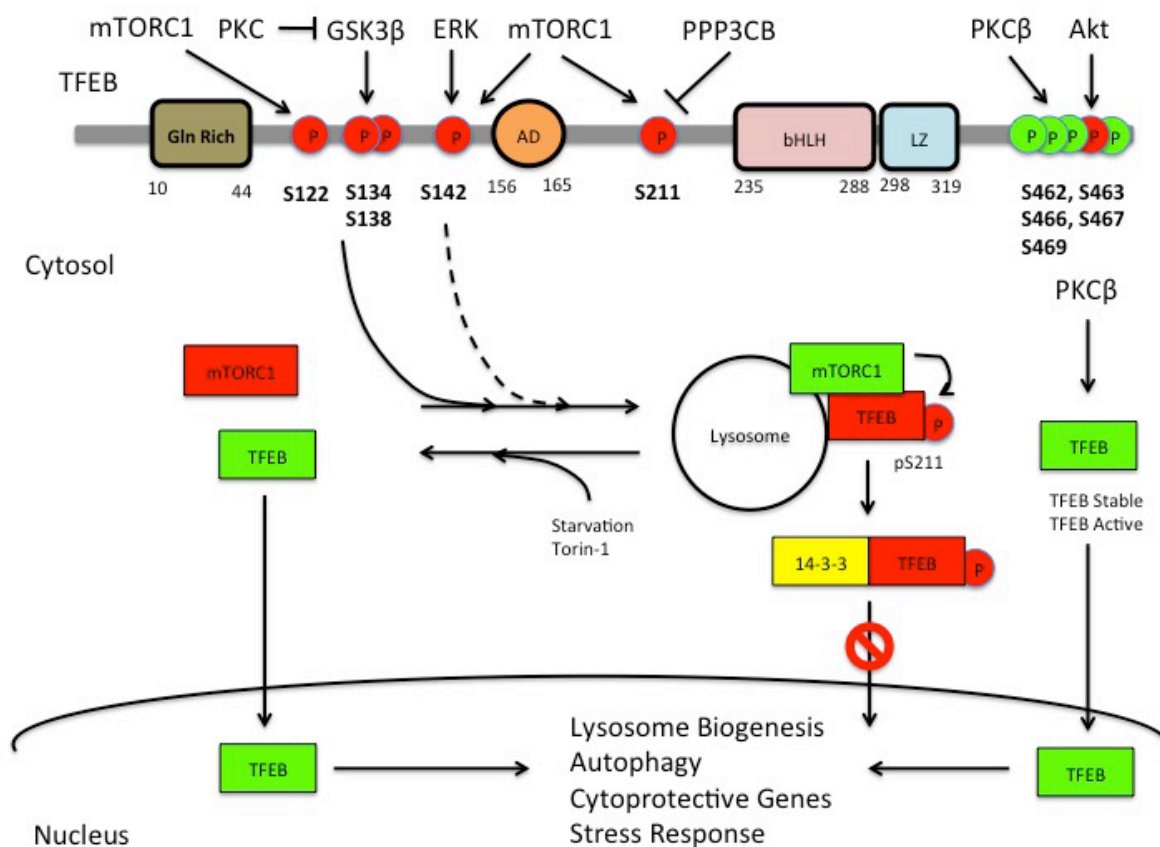 mTORC1 PKC GSK3β ERK mTORC1 PPP3CB PKCβ Akt
TFEB
Gln Rich P P P P AD P bHLH LZ P P P P P
10 44 156 165 235 288 298 319
S122 S134 S142 S211 S462, S463
S138 S466, S467
S469
Cytosol
PKCβ
mTORC1
mTORC1
TFEB P
Lysosome
TFEB
TFEB
pS211
Starvation
Torin-1
TFEB Stable
TFEB Active
14-3-3 TFEB P
Lysosome Biogenesis
Autophagy
Cytoprotective Genes
Stress Response
TFEB
TFEB
Nucleus